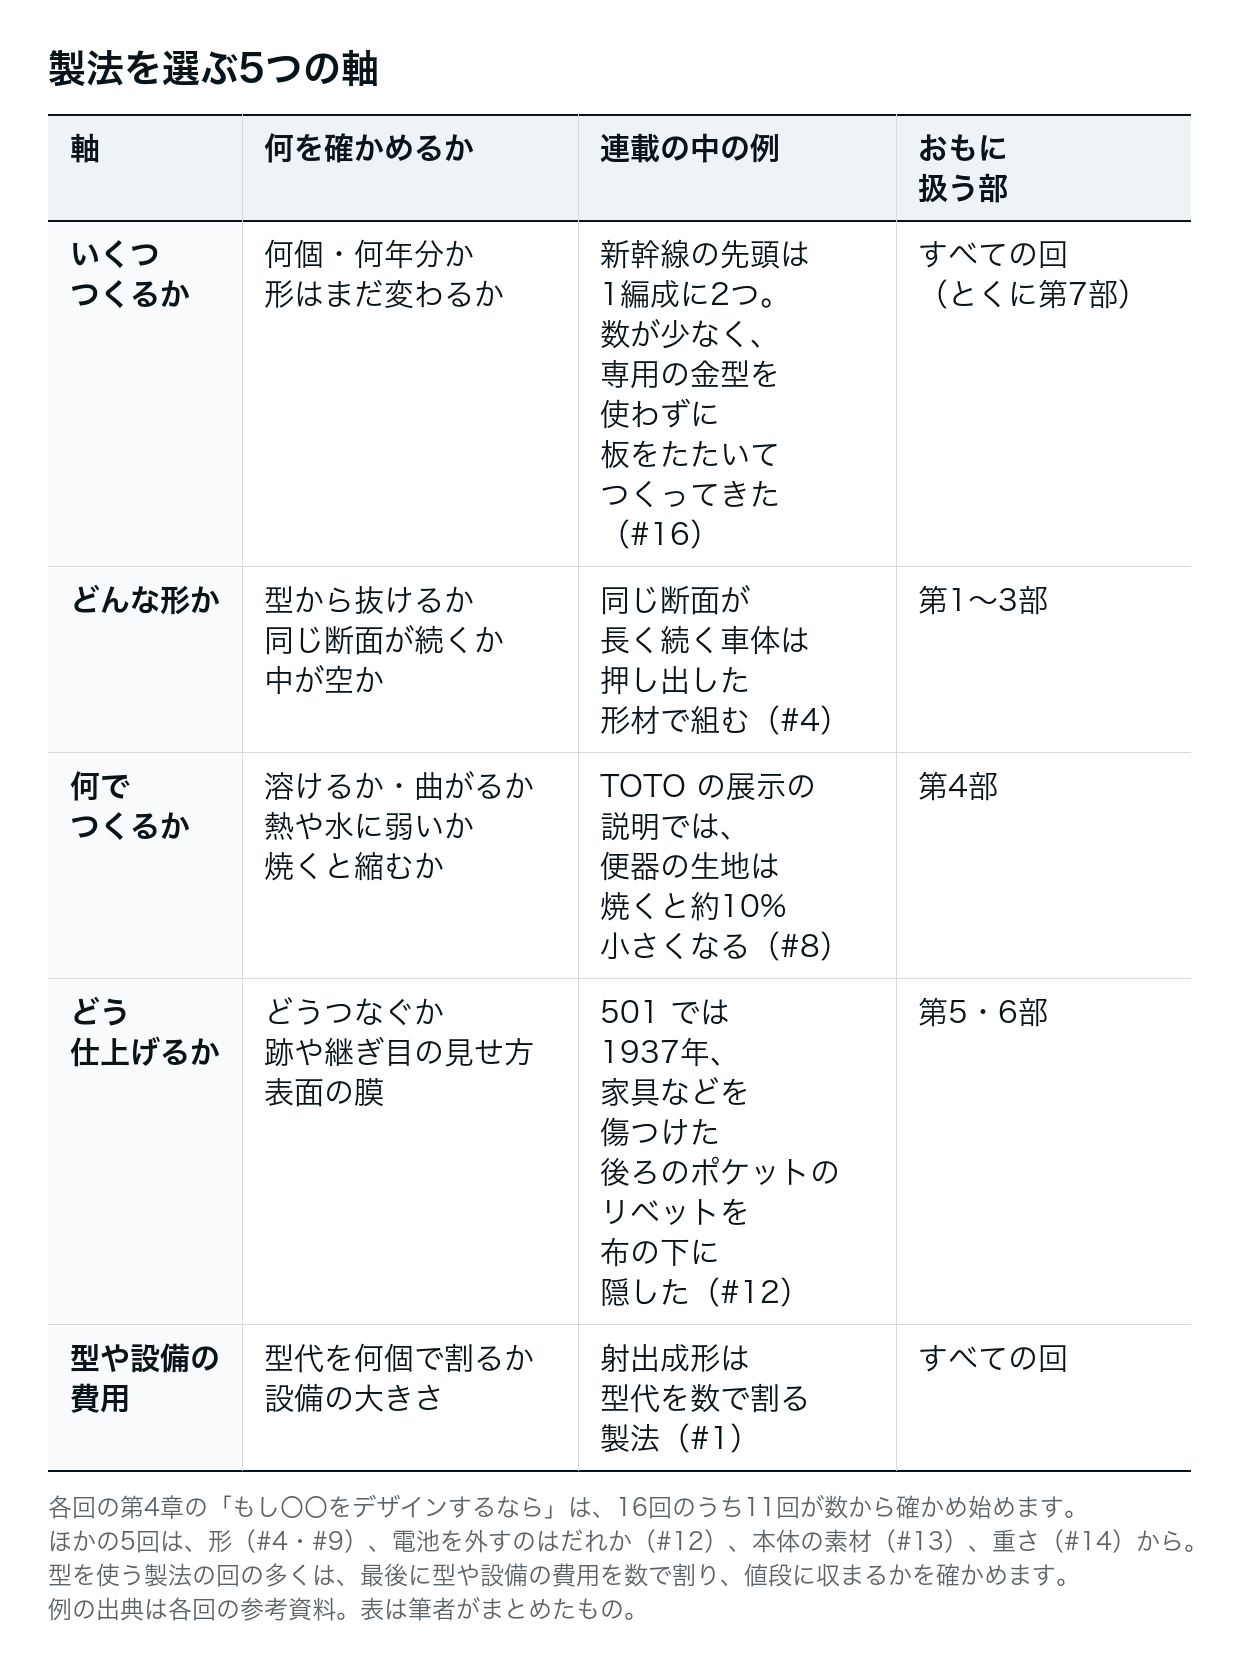 製法を選ぶ5つの軸
軸
何を確かめるか
連載の中の例
おもに
扱う部
いくつ
つくるか
何個・何年分か
形はまだ変わるか
新幹線の先頭は
1編成に2つ。
数が少なく、
専用の金型を
使わずに
板をたたいて
つくってきた
（#16）
すべての回
（とくに第7部）
どんな形か
型から抜けるか
同じ断面が続くか
中が空か
同じ断面が
長く続く車体は
押し出した
形材で組む（#4）
第1〜3部
何で
つくるか
溶けるか・曲がるか
熱や水に弱いか
焼くと縮むか
TOTO の展示の
説明では、
便器の生地は
焼くと約10%
小さくなる（#8）
第4部
どう
仕上げるか
どうつなぐか
跡や継ぎ目の見せ方
表面の膜
501 では
1937年、
家具などを
傷つけた
後ろのポケットの
リベットを
布の下に
隠した（#12）
第5・6部
型や設備の
費用
型代を何個で割るか
設備の大きさ
射出成形は
型代を数で割る
製法（#1）
すべての回
各回の第4章の「もし〇〇をデザインするなら」は、16回のうち11回が数から確かめ始めます。
ほかの5回は、形（#4・#9）、電池を外すのはだれか（#12）、本体の素材（#13）、重さ（#14）から。
型を使う製法の回の多くは、最後に型や設備の費用を数で割り、値段に収まるかを確かめます。
例の出典は各回の参考資料。表は筆者がまとめたもの。